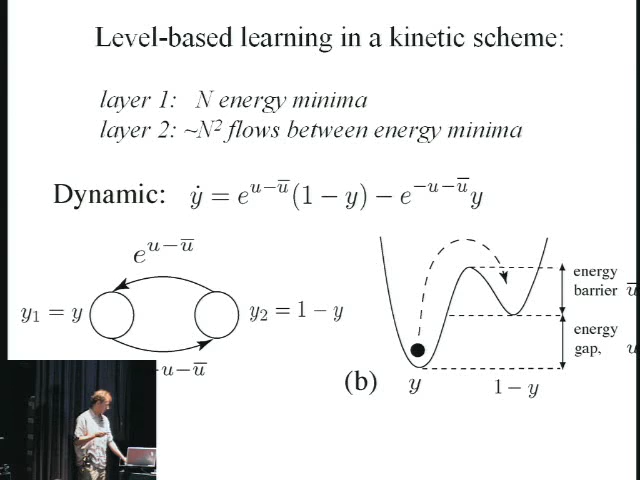 Level-based learning in a kinetic scheme:
layer 1: N energy minima
layer 2: ~N² flows between energy minima
Dynamic: ẏ = e^{u−u̅}(1 − y) − e^{−u−u̅}y
e^{u−u̅}
y₁ = y
y₂ = 1 − y
−u−u̅
energy
barrier u̅
energy
gap, u
(b)
y
1 − y